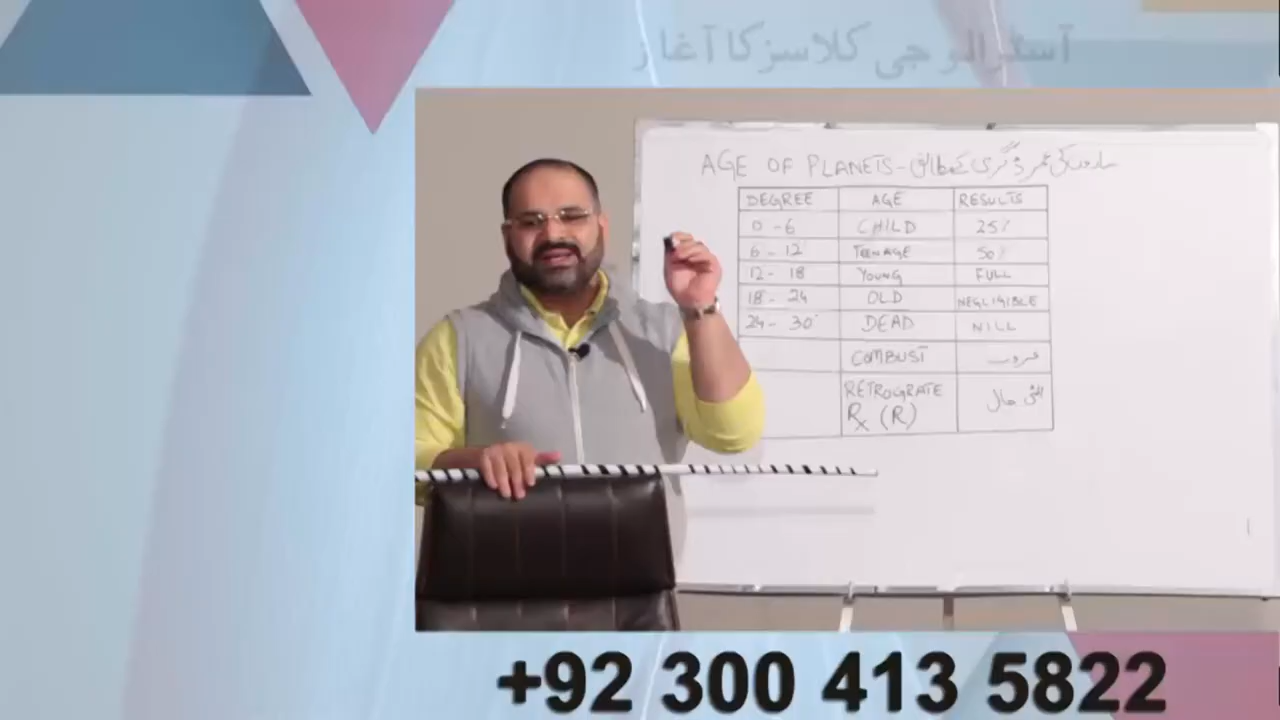 آسٹرالوجی کلاسز کا آغاز
AGE OF PLANETS - ستاروں کی عمر ڈگری کے مطابق
DEGREE AGE RESULTS
0 - 6 CHILD 25%
6 - 12 TEENAGE 50%
12 - 18 YOUNG FULL
18 - 24 OLD NEGLIGIBLE
24 - 30 DEAD NILL
COMBUST غروب
RETROGRATE
Rx (R) الٹی چال
+92 300 413 5822